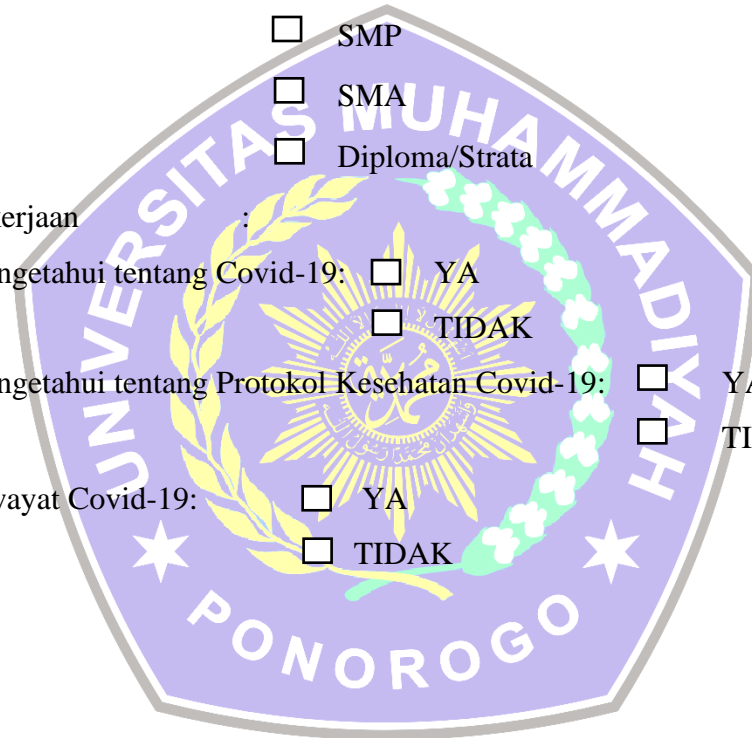 SMP
SMA
Diploma/Strata
erjaan :
ngetahui tentang Covid-19: YA
TIDAK
ngetahui tentang Protokol Kesehatan Covid-19: YA
TI
wayat Covid-19: YA
TIDAK
UNIVERSITAS MUHAMMADIYAH
PONOROGO